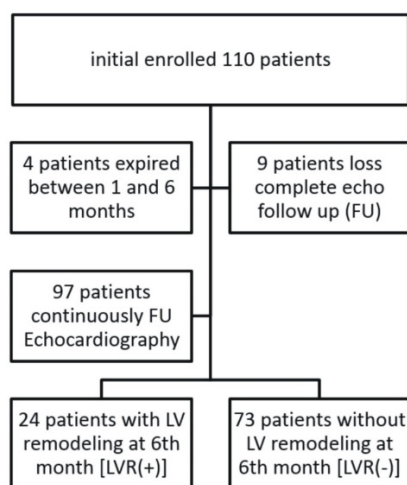 initial enrolled 110 patients
4 patients expired
between 1 and 6
months
9 patients loss
complete echo
follow up (FU)
97 patients
continuously FU
Echocardiography
24 patients with LV
remodeling at 6th
month [LVR(+)]
73 patients without
LV remodeling at
6th month [LVR(-)]